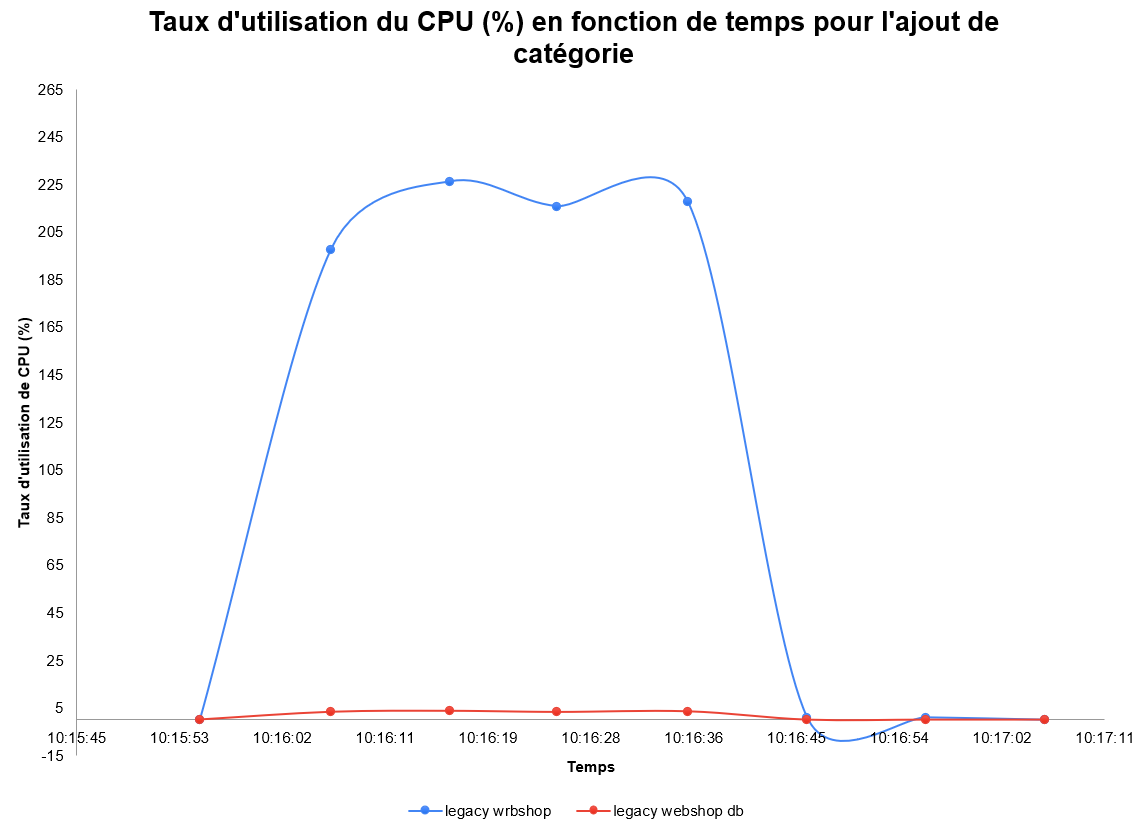 Taux d'utilisation du CPU (%) en fonction de temps pour l'ajout de
catégorie
265
245
225
205
185
165
145
125
105
85
65
45
25
5
-15
Taux d'utilisation de CPU (%)
10:15:45 10:15:53 10:16:02 10:16:11 10:16:19 10:16:28 10:16:36 10:16:45 10:16:54 10:17:02 10:17:11
Temps
legacy wrbshop legacy webshop db